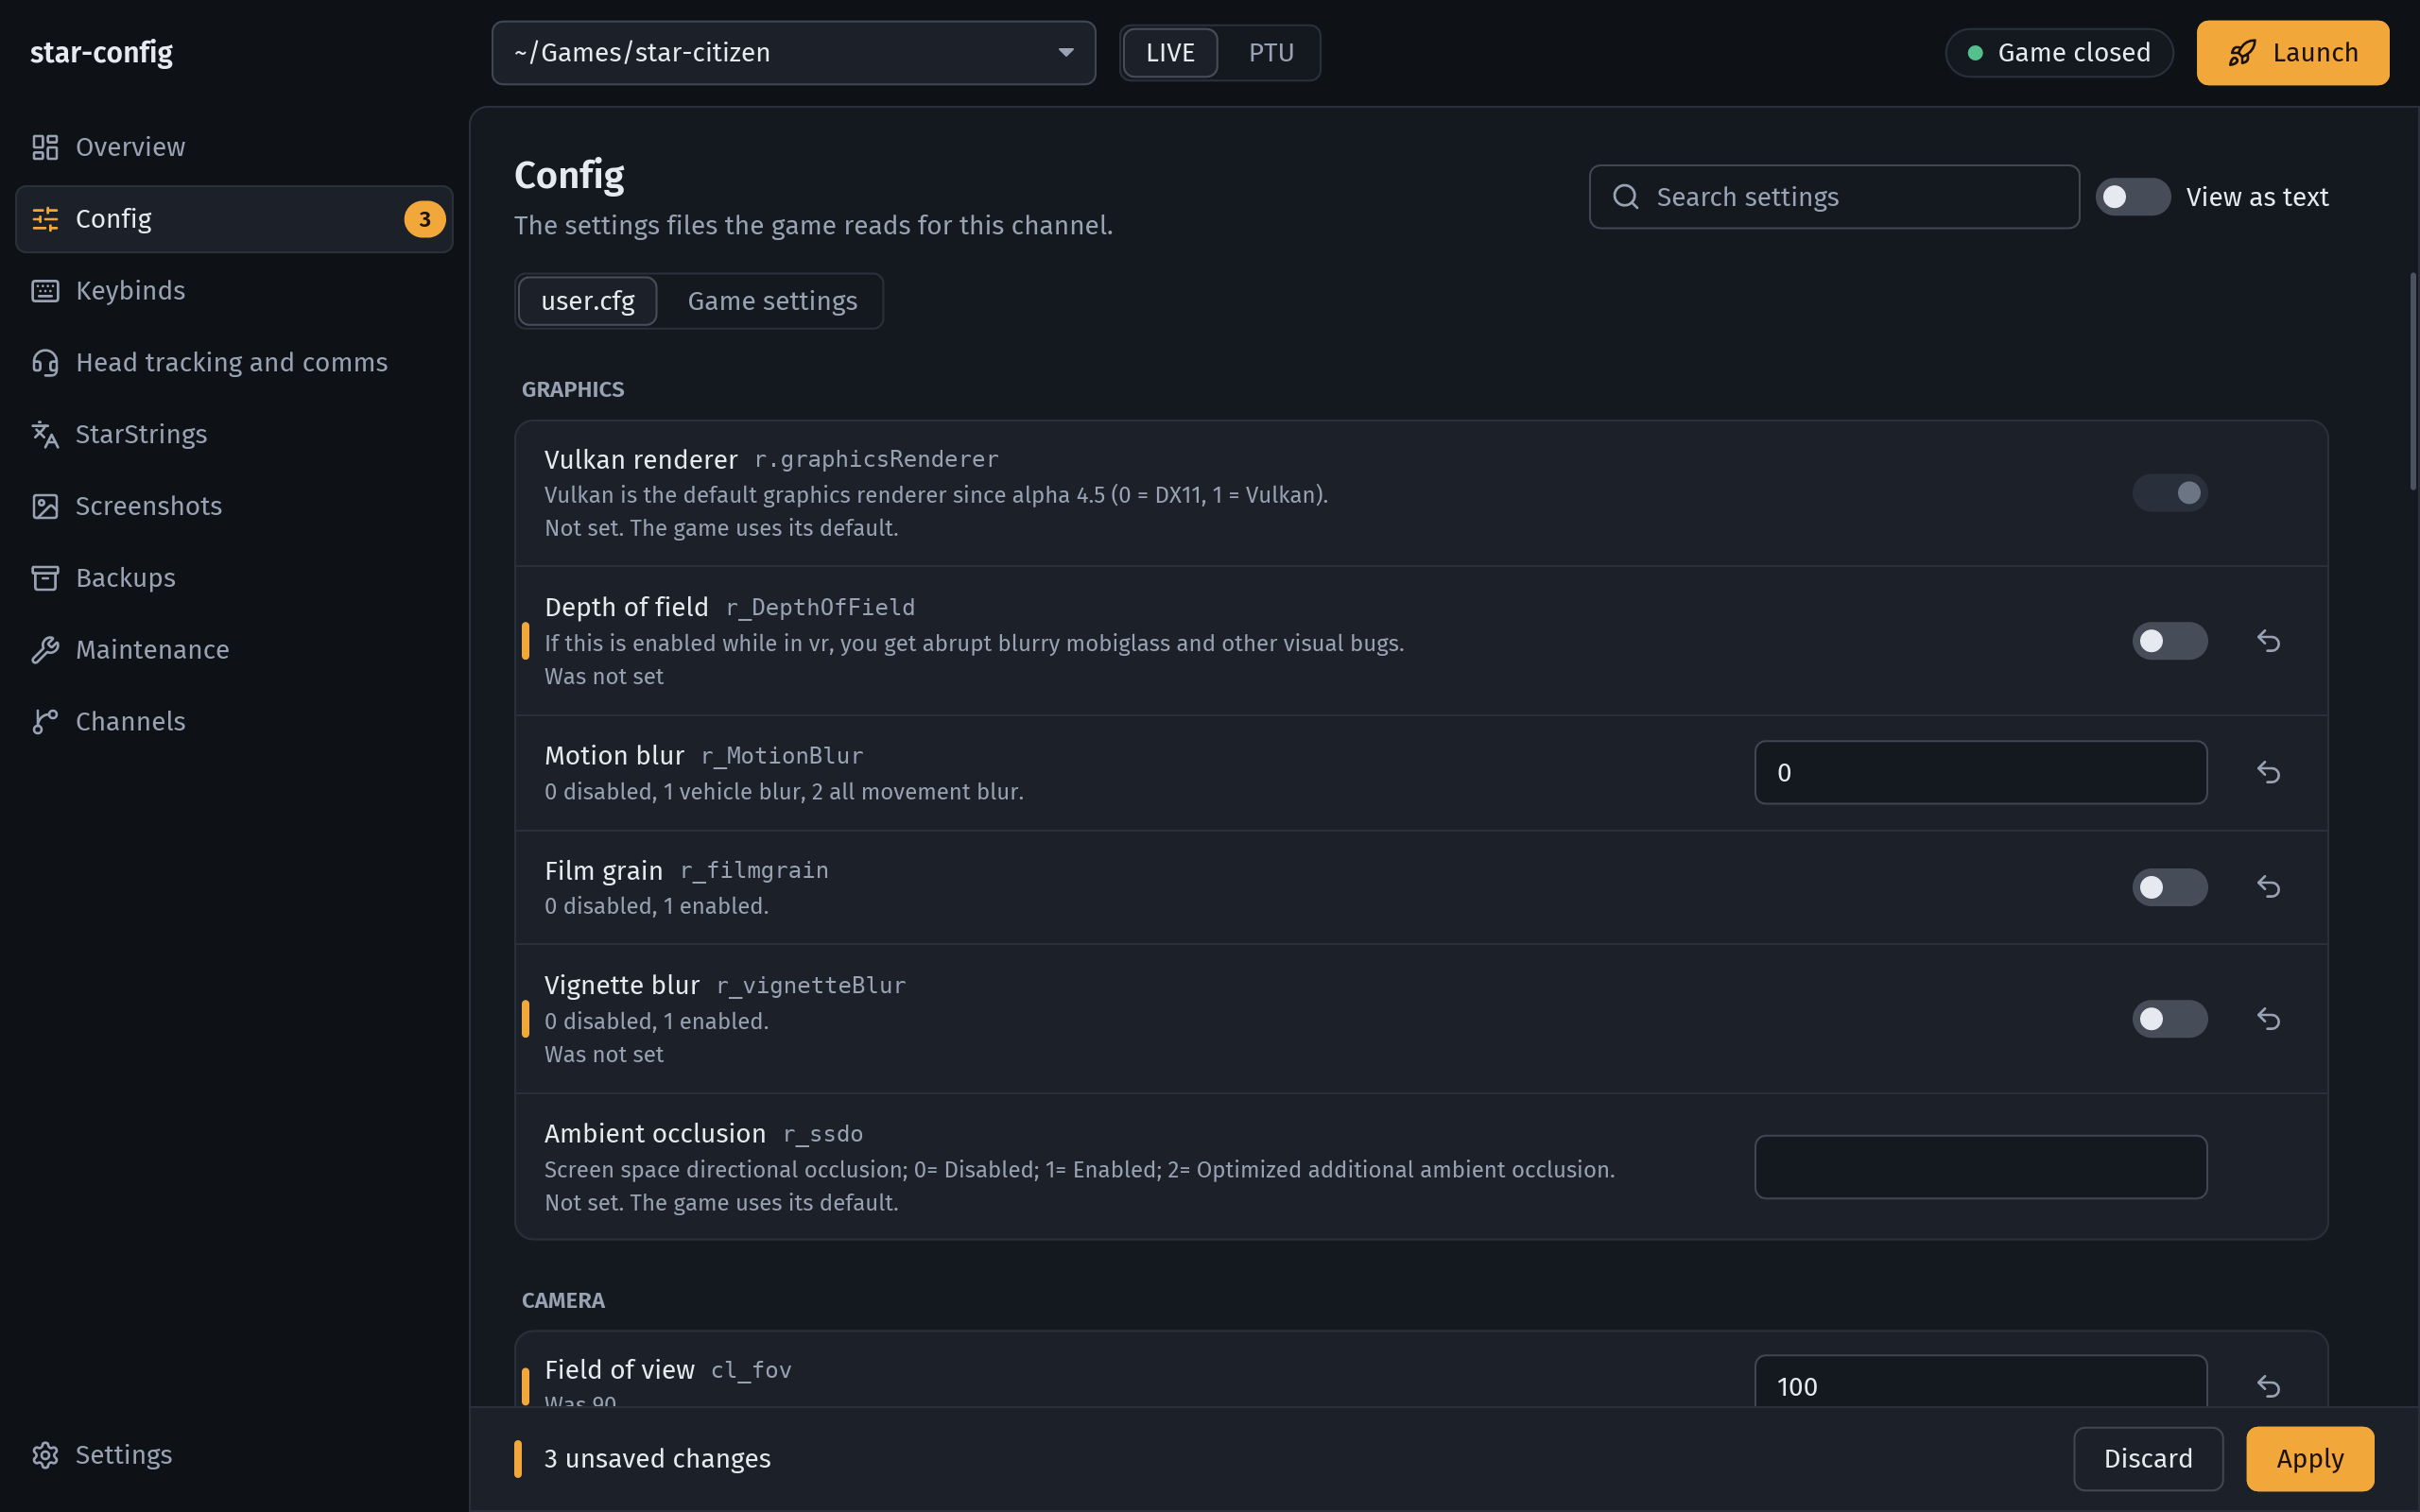 star-config
~/Games/star-citizen
LIVE
PTU
Game closed
Launch
Overview
Config
3
Keybinds
Head tracking and comms
StarStrings
Screenshots
Backups
Maintenance
Channels
Settings
Config
The settings files the game reads for this channel.
Search settings
View as text
user.cfg
Game settings
GRAPHICS
Vulkan renderer r.graphicsRenderer
Vulkan is the default graphics renderer since alpha 4.5 (0 = DX11, 1 = Vulkan).
Not set. The game uses its default.
Depth of field r_DepthOfField
If this is enabled while in vr, you get abrupt blurry mobiglass and other visual bugs.
Was not set
Motion blur r_MotionBlur
0 disabled, 1 vehicle blur, 2 all movement blur.
0
Film grain r_filmgrain
0 disabled, 1 enabled.
Vignette blur r_vignetteBlur
0 disabled, 1 enabled.
Was not set
Ambient occlusion r_ssdo
Screen space directional occlusion; 0= Disabled; 1= Enabled; 2= Optimized additional ambient occlusion.
Not set. The game uses its default.
CAMERA
Field of view cl_fov
Was 90
100
3 unsaved changes
Discard
Apply